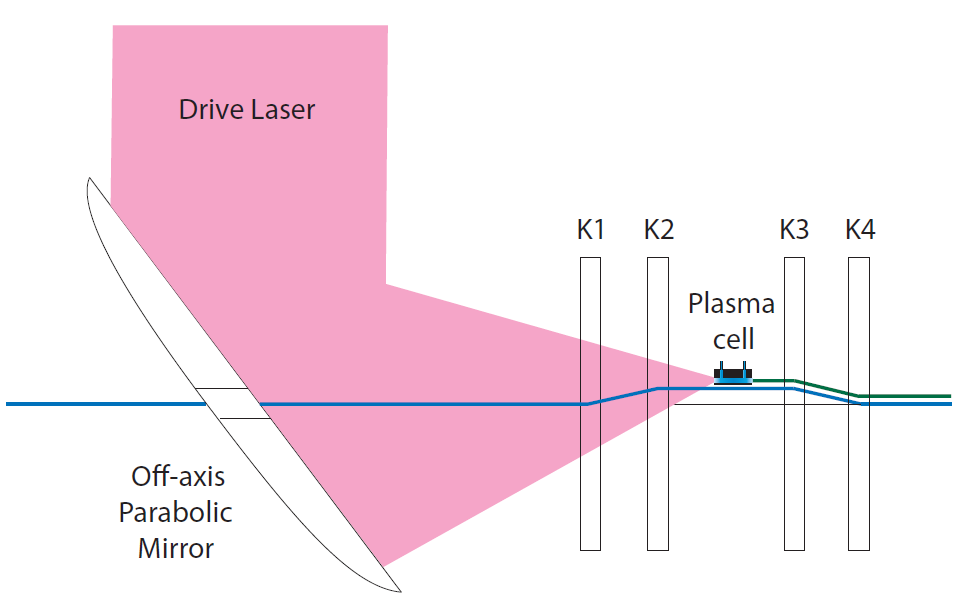 Drive Laser
K1
K2
K3
K4
Plasma
cell
Off-axis
Parabolic
Mirror